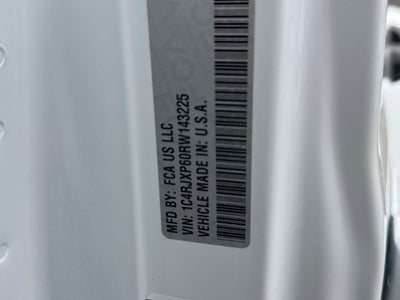 MFD BY: FCA US LLC
VIN: 1C4RJXP60RW143225
VEHICLE MADE IN: U.S.A.